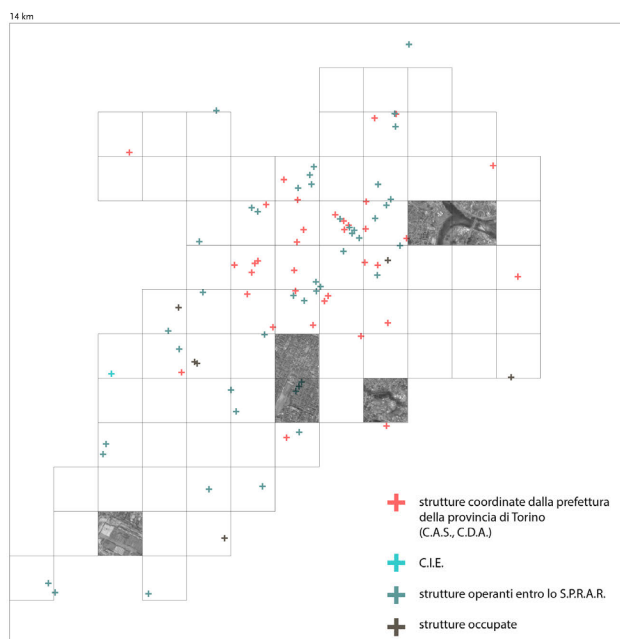 14 km
strutture coordinate dalla prefettura
della provincia di Torino
(C.A.S., C.D.A.)
C.I.E.
strutture operanti entro lo S.P.R.A.R.
strutture occupate